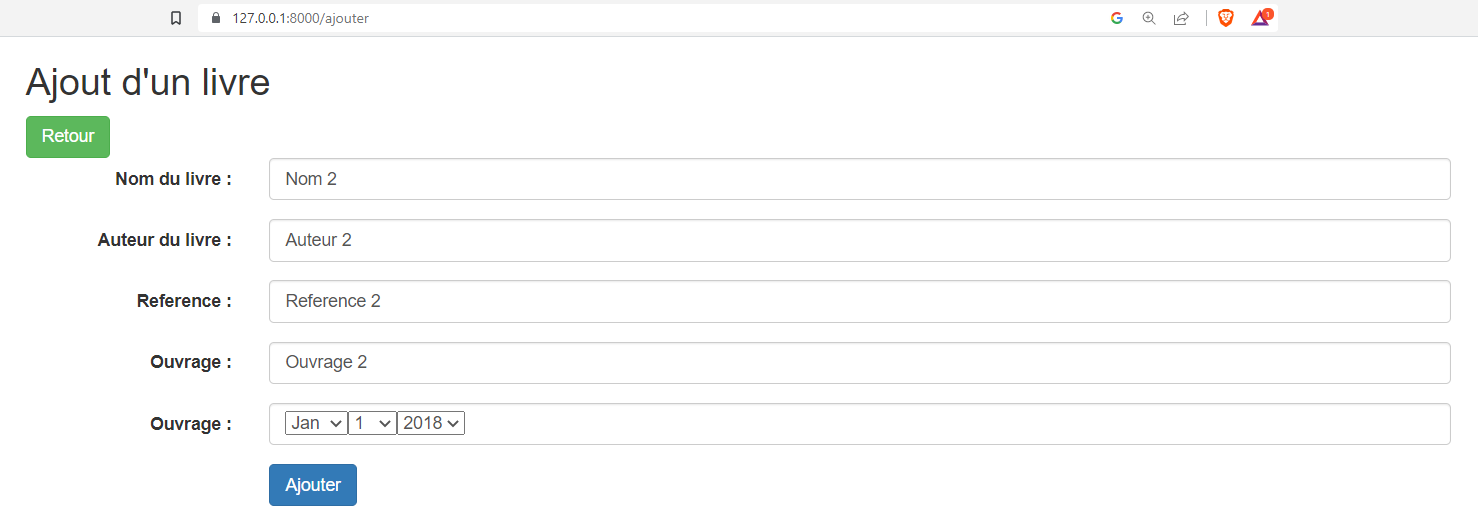 127.0.0.1:8000/ajouter
1
Ajout d'un livre
Retour
Nom du livre : Nom 2
Auteur du livre : Auteur 2
Reference : Reference 2
Ouvrage : Ouvrage 2
Ouvrage : Jan 1 2018
Ajouter